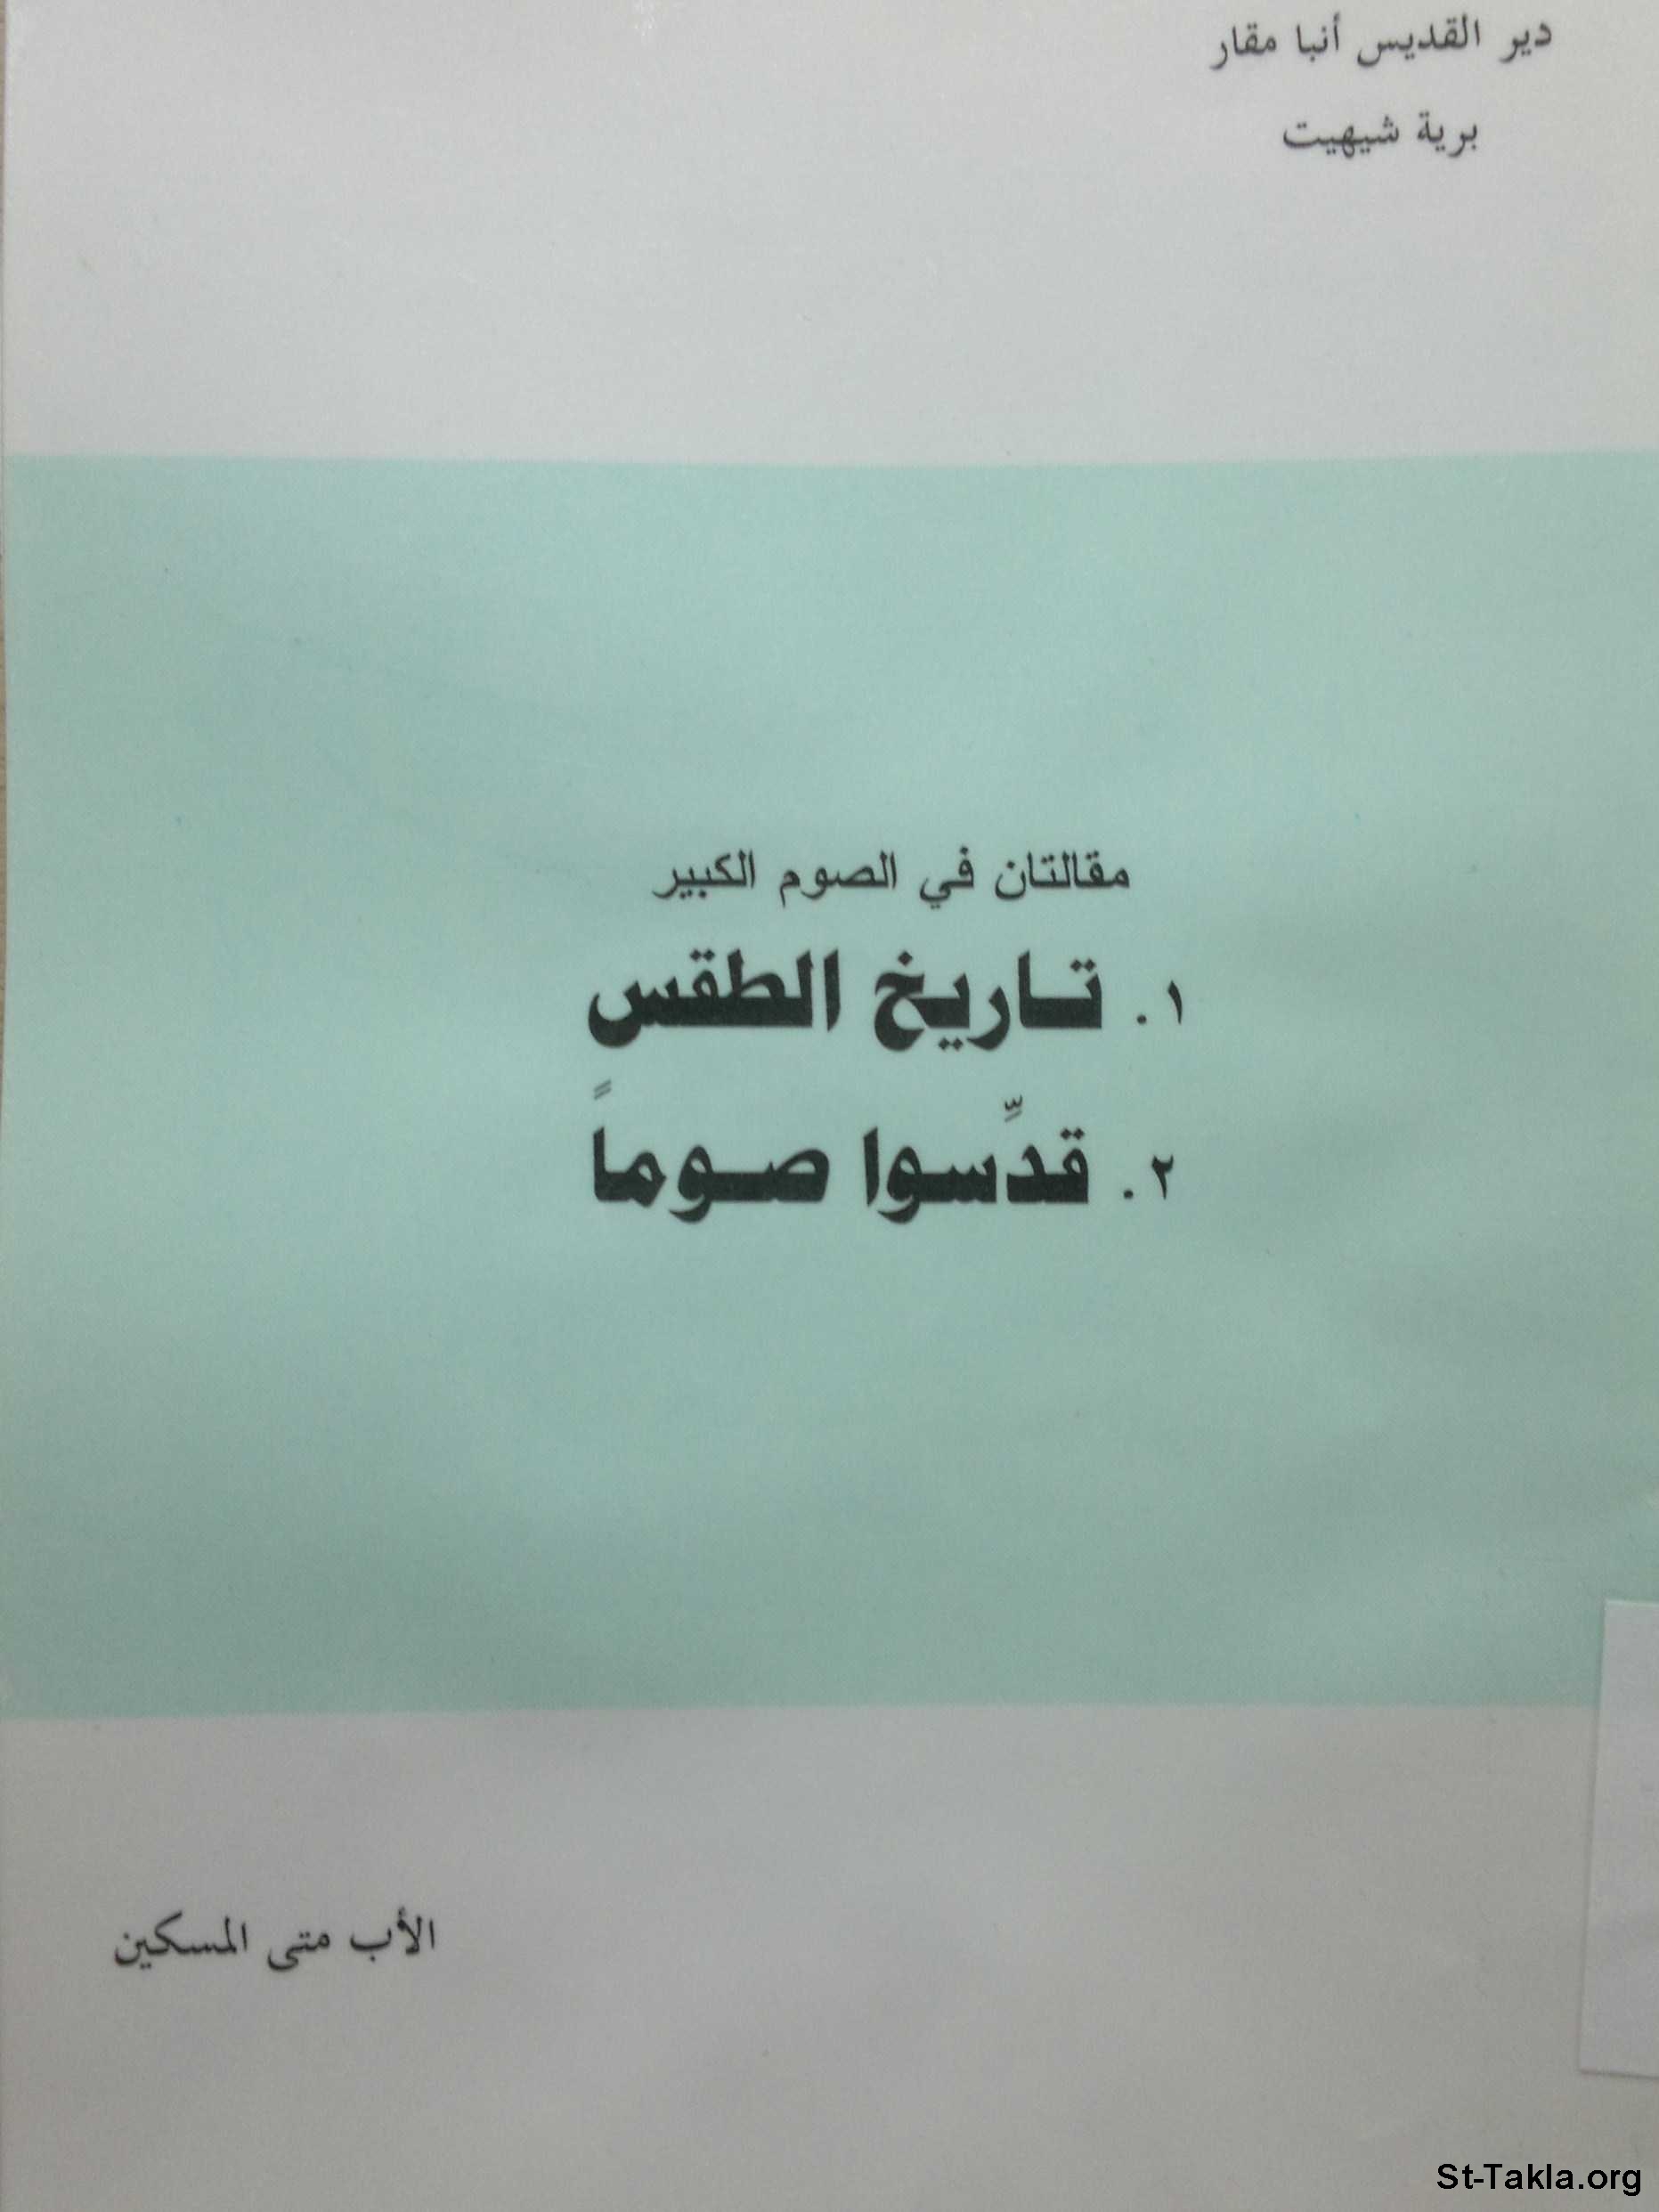 دير القديس أنبا مقار
برية شيهيت
مقالتان في الصوم الكبير
١. تاريخ الطقس
٢. قدِّسوا صوماً
الأب متى المسكين
St-Takla.org